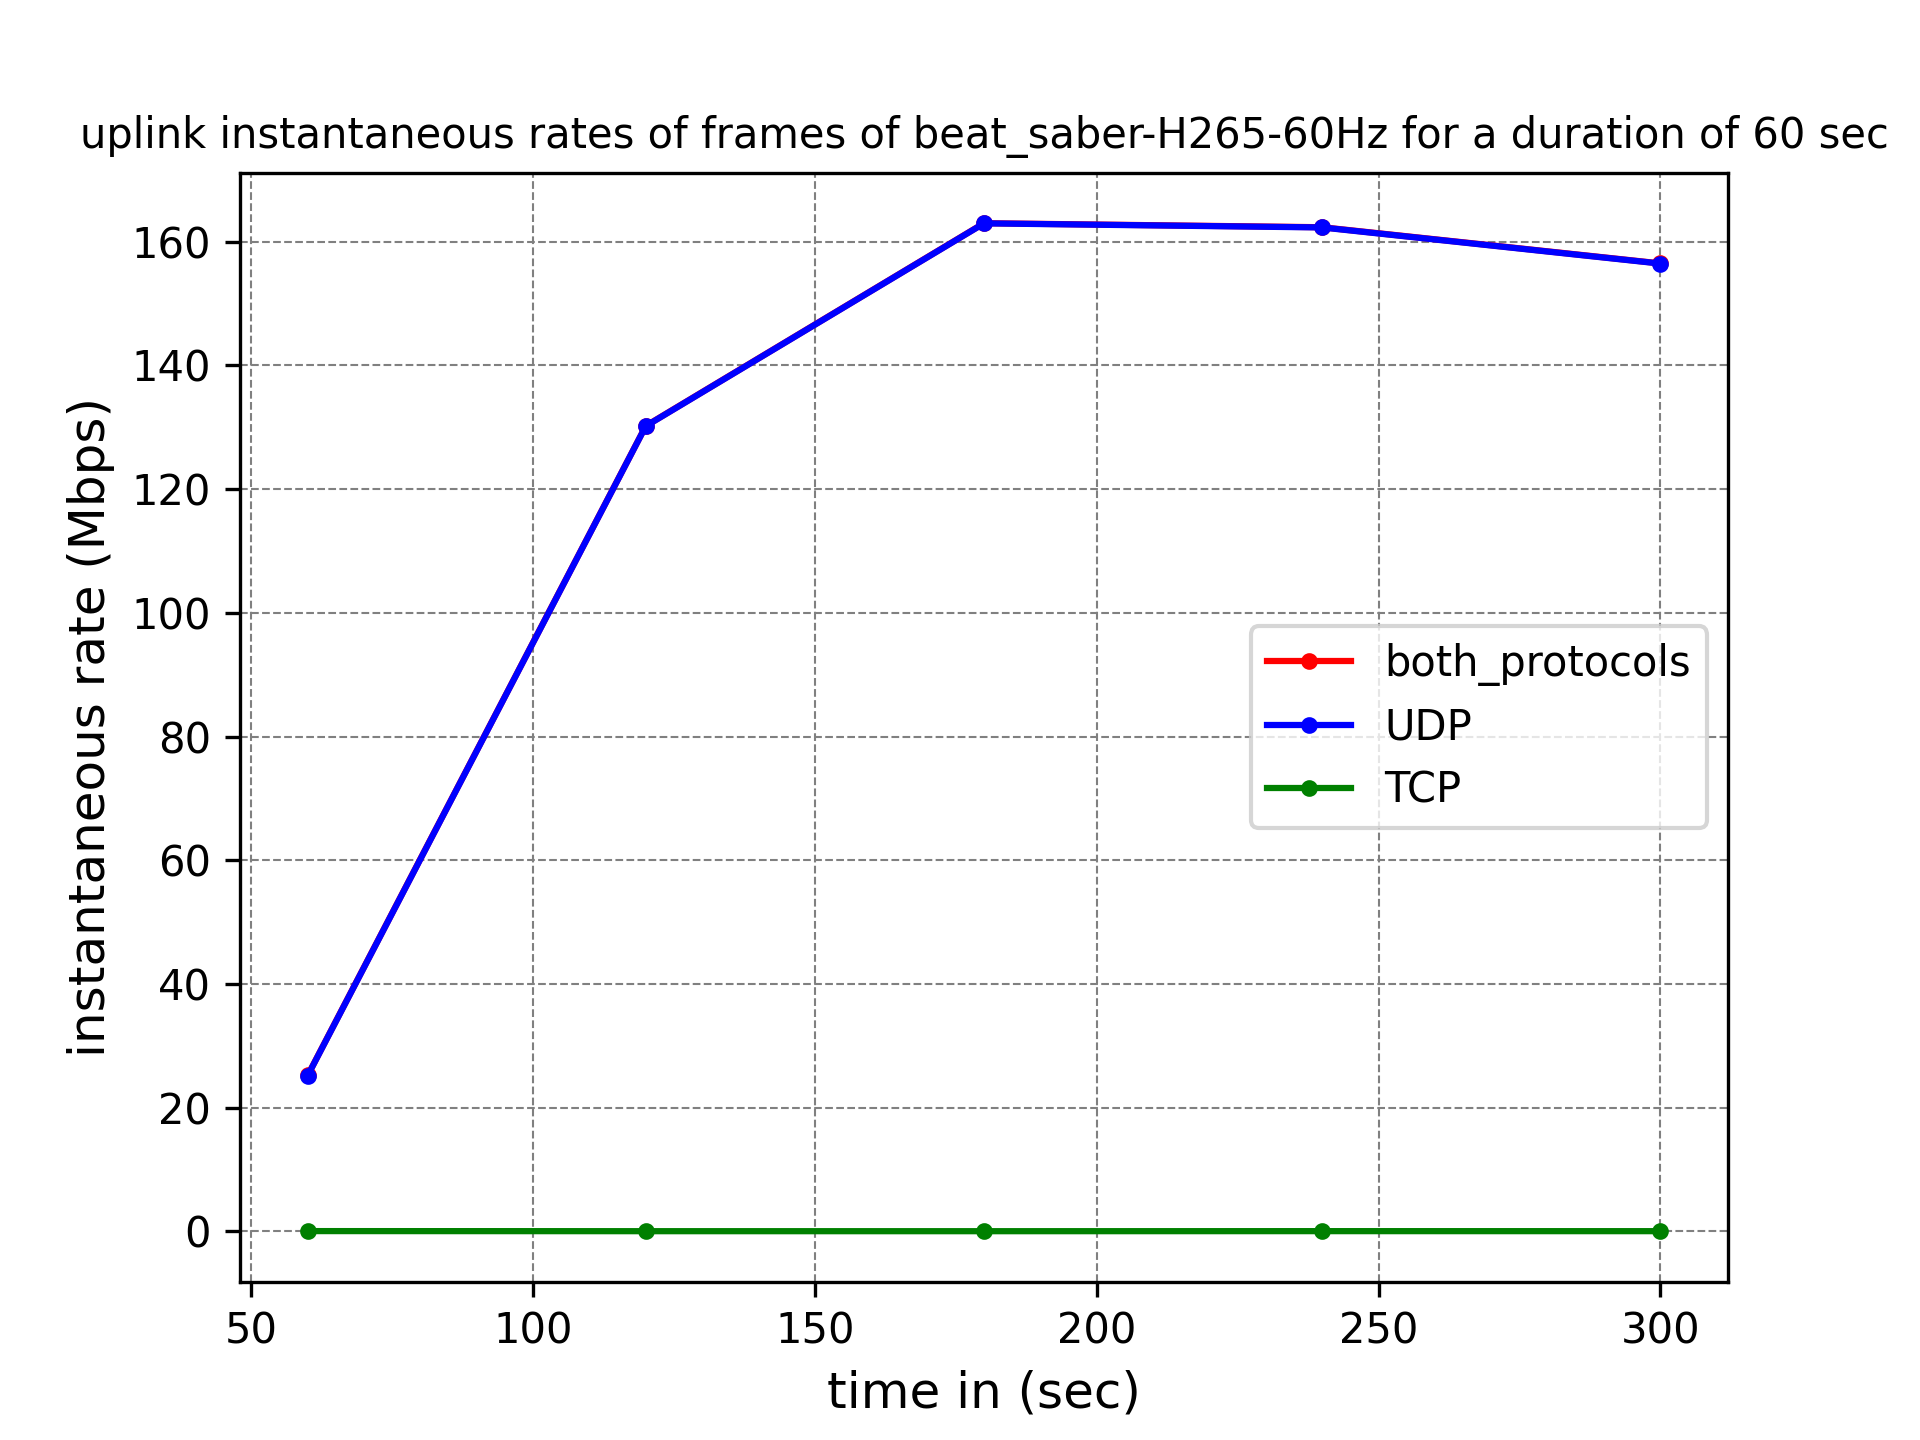 uplink instantaneous rates of frames of beat_saber-H265-60Hz for a duration of 60 sec
instantaneous rate (Mbps)
160
140
120
100
80
60
40
20
0
both_protocols
UDP
TCP
50 100 150 200 250 300
time in (sec)